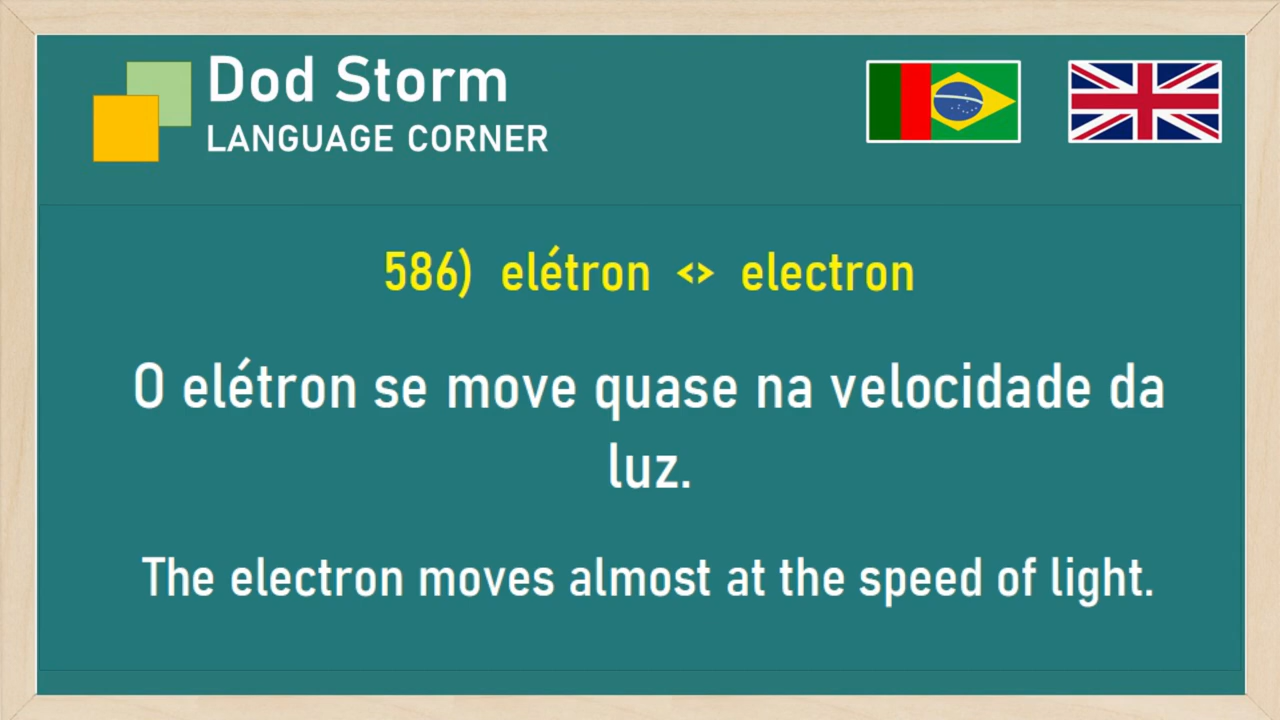 Dod Storm
LANGUAGE CORNER
586) elétron <> electron
O elétron se move quase na velocidade da
luz.
The electron moves almost at the speed of light.